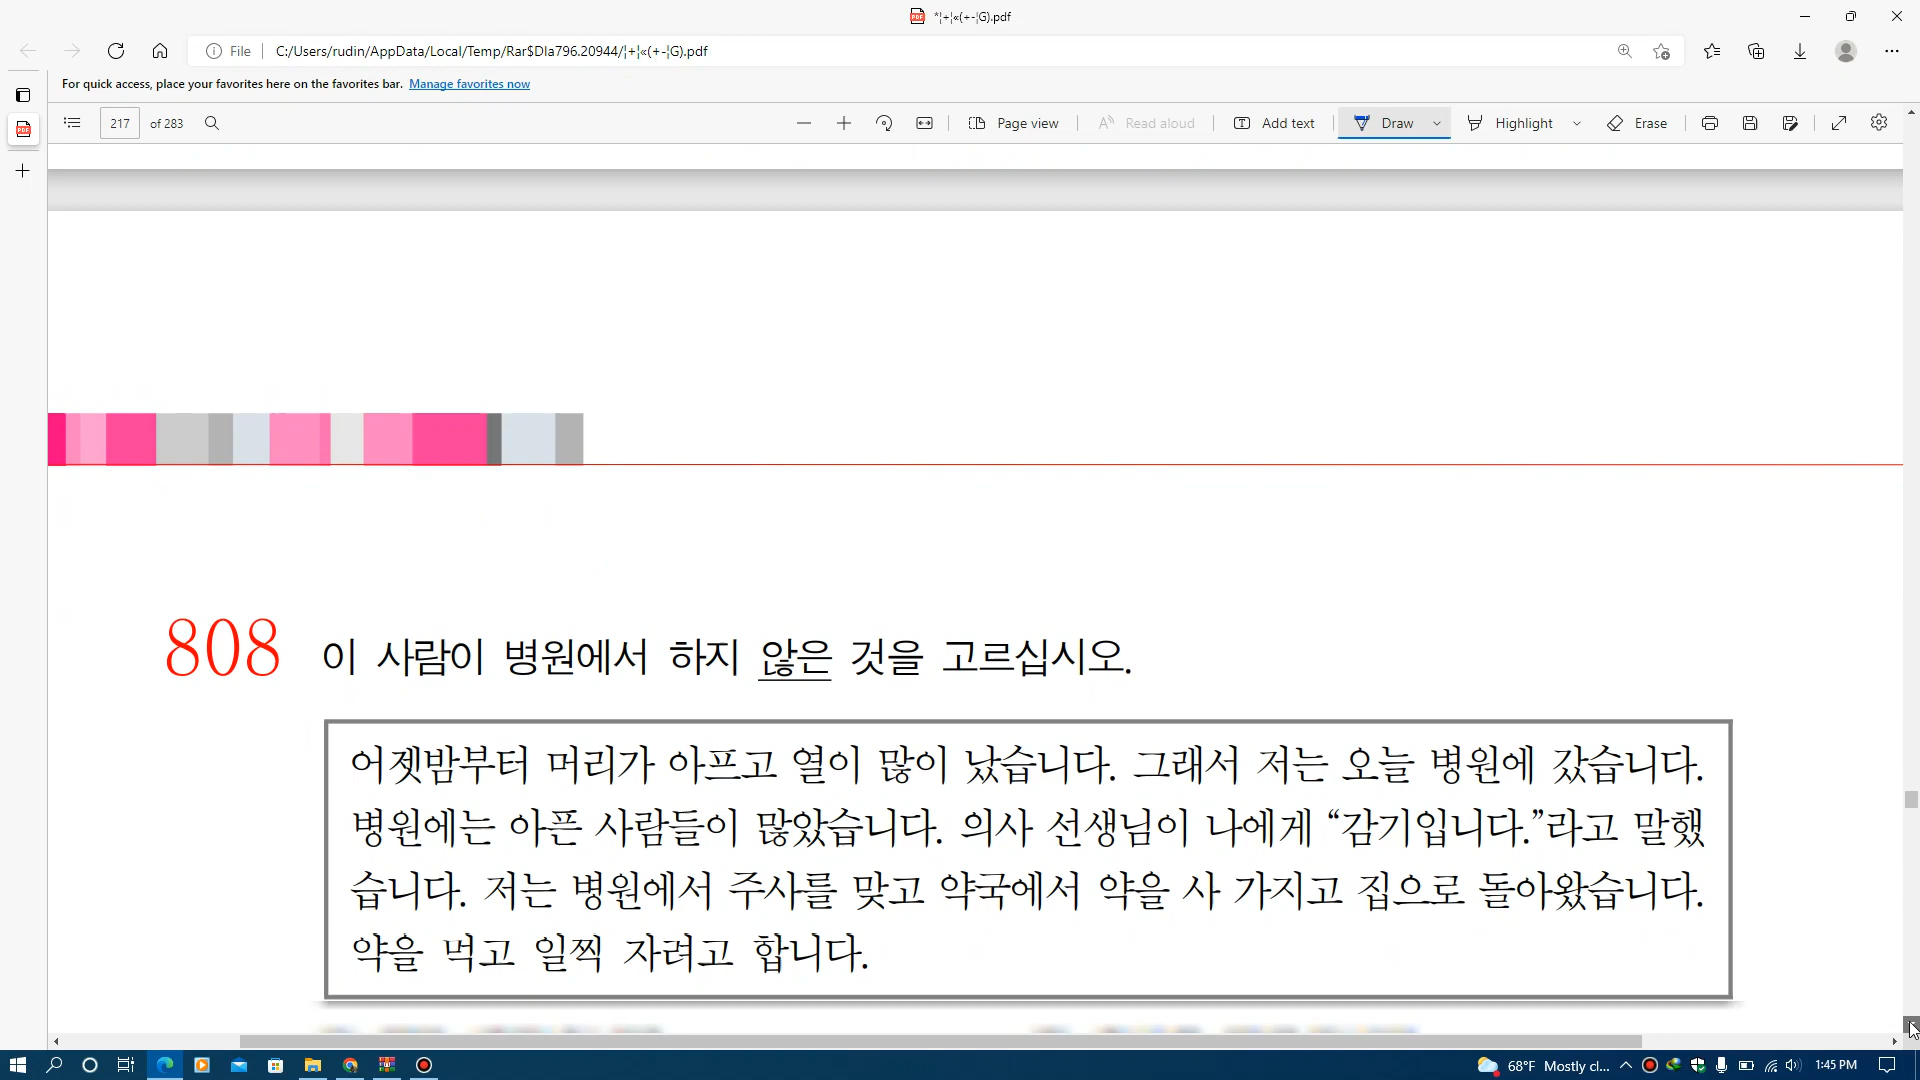 *¦+¦«(+-¦G).pdf
File
C:/Users/rudin/AppData/Local/Temp/Rar$DIa796.20944/¦+¦«(+-¦G).pdf
For quick access, place your favorites here on the favorites bar. Manage favorites now
217 of 283
Page view
Read aloud
Add text
Draw
Highlight
Erase
808 이 사람이 병원에서 하지 않은 것을 고르십시오.
어젯밤부터 머리가 아프고 열이 많이 났습니다. 그래서 저는 오늘 병원에 갔습니다.
병원에는 아픈 사람들이 많았습니다. 의사 선생님이 나에게 “감기입니다.”라고 말했
습니다. 저는 병원에서 주사를 맞고 약국에서 약을 사 가지고 집으로 돌아왔습니다.
약을 먹고 일찍 자려고 합니다.
68°F Mostly cl...
1:45 PM